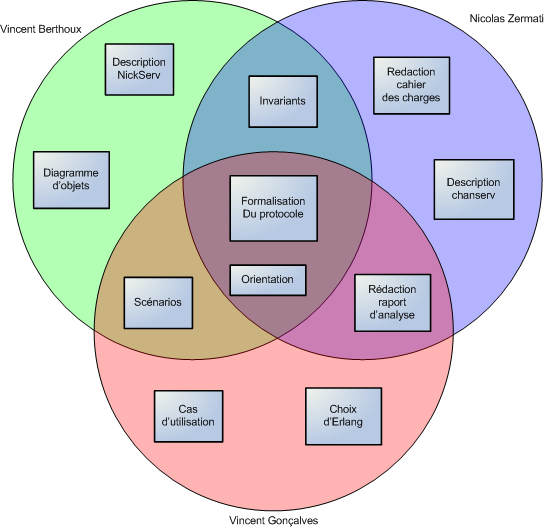 Vincent Berthoux
Nicolas Zermati
Description
NickServ
Redaction
cahier
des charges
Invariants
Diagramme
d'objets
Description
chanserv
Formalisation
Du protocole
Orientation
Scénarios
Rédaction
raport
d'analyse
Cas
d'utilisation
Choix
d'Erlang
Vincent Gonçalves